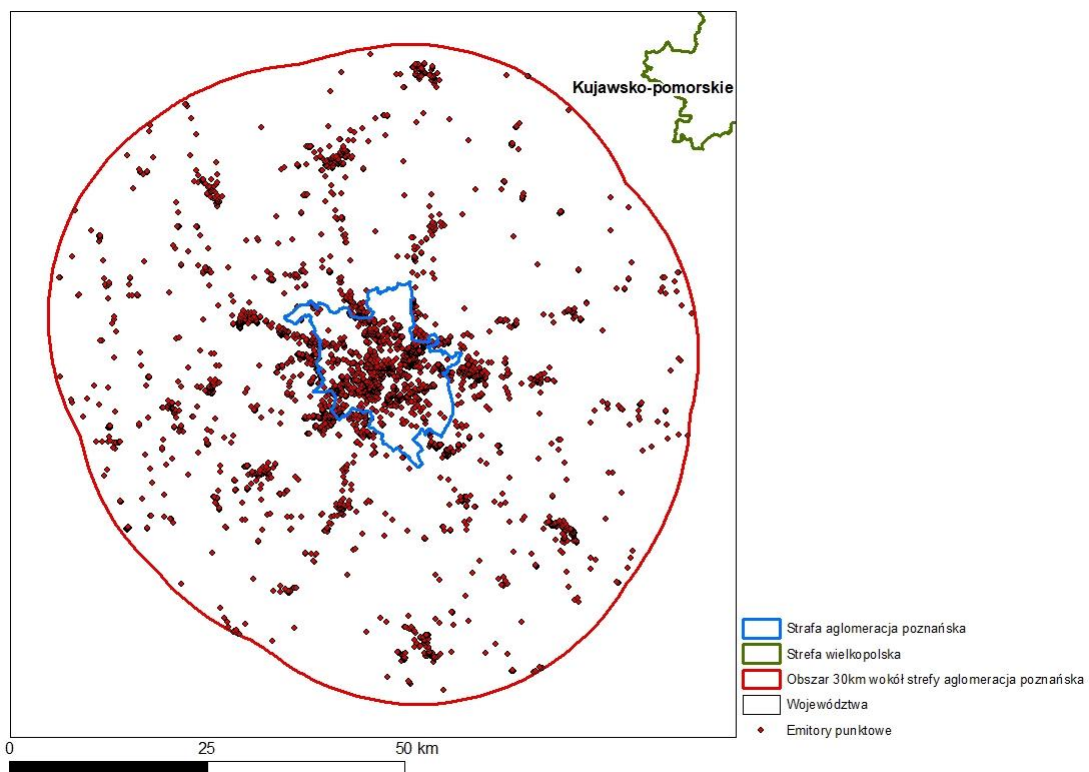 Kujawsko-pomorskie
Strafa aglomeracja poznańska
Strefa wielkopolska
Obszar 30km wokół strefy aglomeracja poznańska
Województwa
Emitory punktowe
0 25 50 km